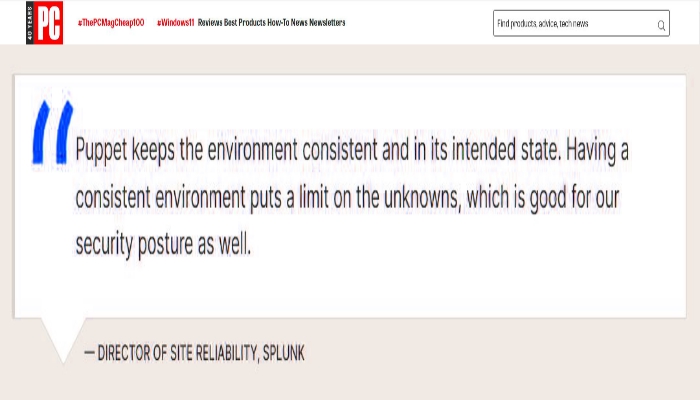 40 YEARS
PC
#ThePCMagCheap100 #Windows11 Reviews Best Products How-To News Newsletters
Find products, advice, tech news
“
Puppet keeps the environment consistent and in its intended state. Having a
consistent environment puts a limit on the unknowns, which is good for our
security posture as well.
— DIRECTOR OF SITE RELIABILITY, SPLUNK